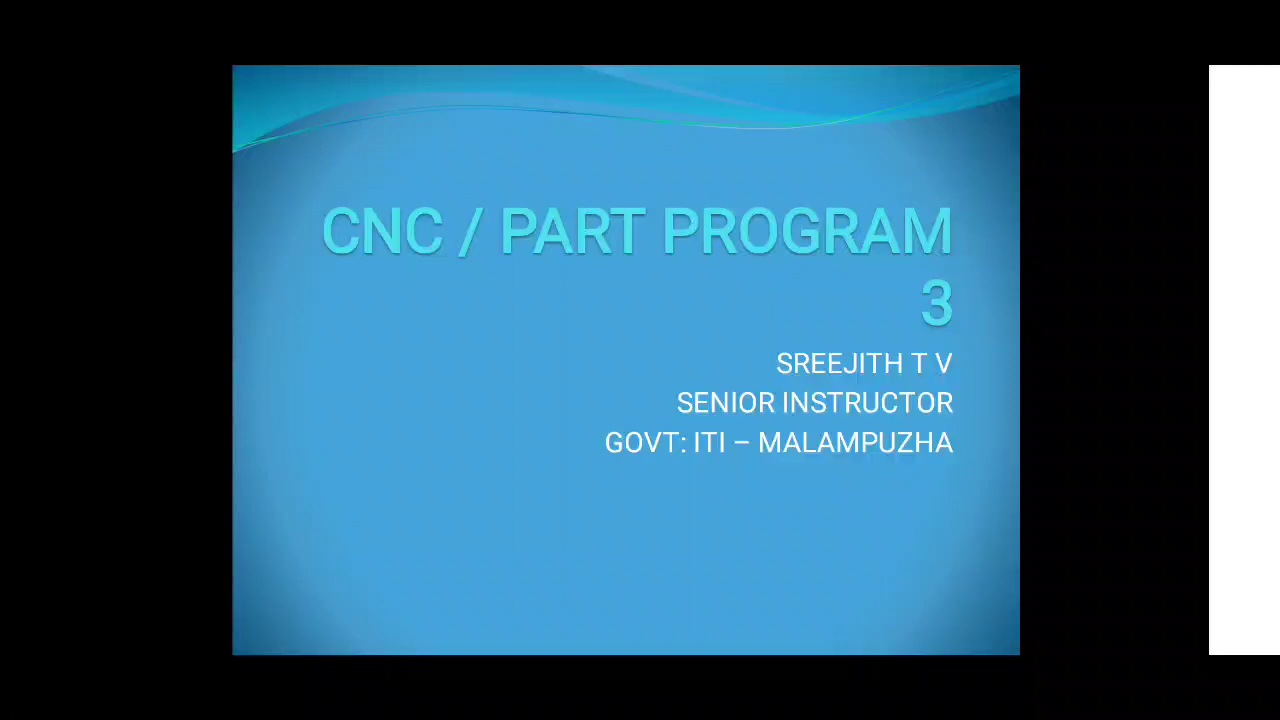 CNC / PART PROGRAM
3
SREEJITH T V
SENIOR INSTRUCTOR
GOVT: ITI – MALAMPUZHA